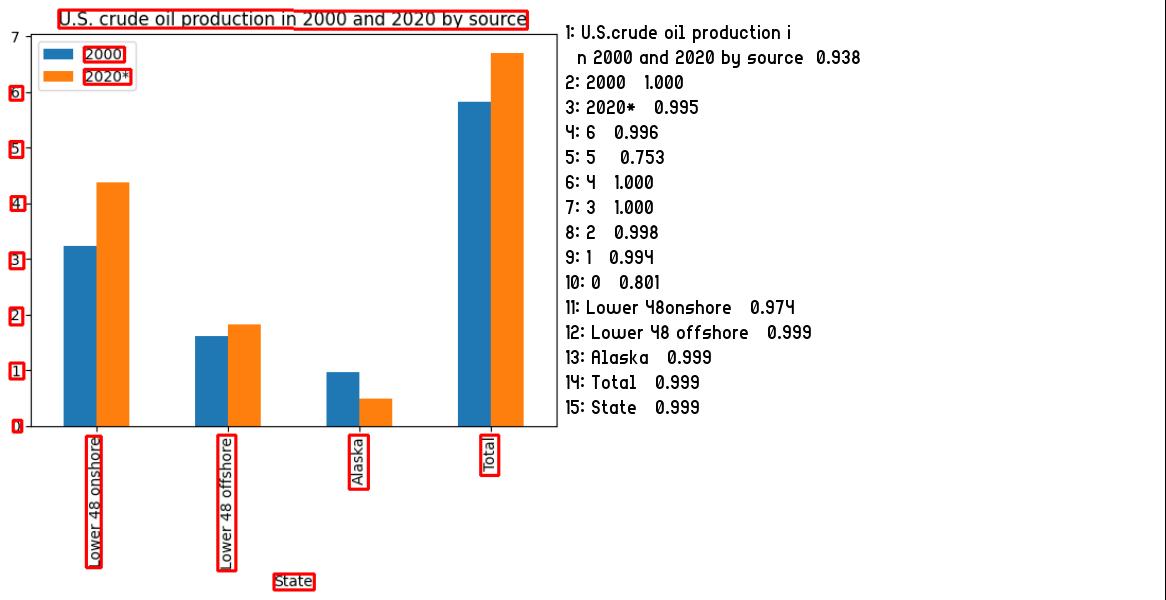 U.S. crude oil production in 2000 and 2020 by source
7
2000
2020*
6
5
4
3
2
1
0
Lower 48 onshore
Lower 48 offshore
Alaska
Total
State
1: U.S.crude oil production i
n 2000 and 2020 by source 0.938
2: 2000 1.000
3: 2020* 0.995
4: 6 0.996
5: 5 0.753
6: 4 1.000
7: 3 1.000
8: 2 0.998
9: 1 0.994
10: 0 0.801
11: Lower 48onshore 0.974
12: Lower 48 offshore 0.999
13: Alaska 0.999
14: Total 0.999
15: State 0.999